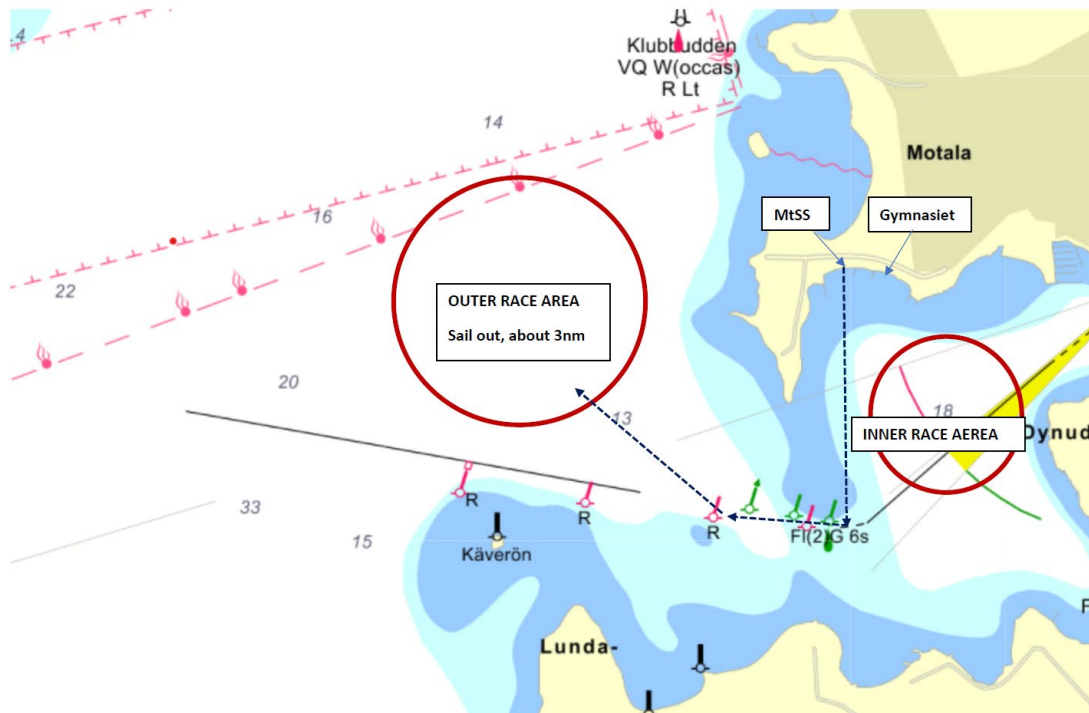 Klubbudden
VQ W(occas)
R Lt
14
Motala
MtSS
Gymnasiet
16
22
OUTER RACE AREA
Sail out, about 3nm
20
13
18
INNER RACE AEREA
Dynud
R
R
R
33
15
Käverön
Fl(2)G 6s
Lunda-